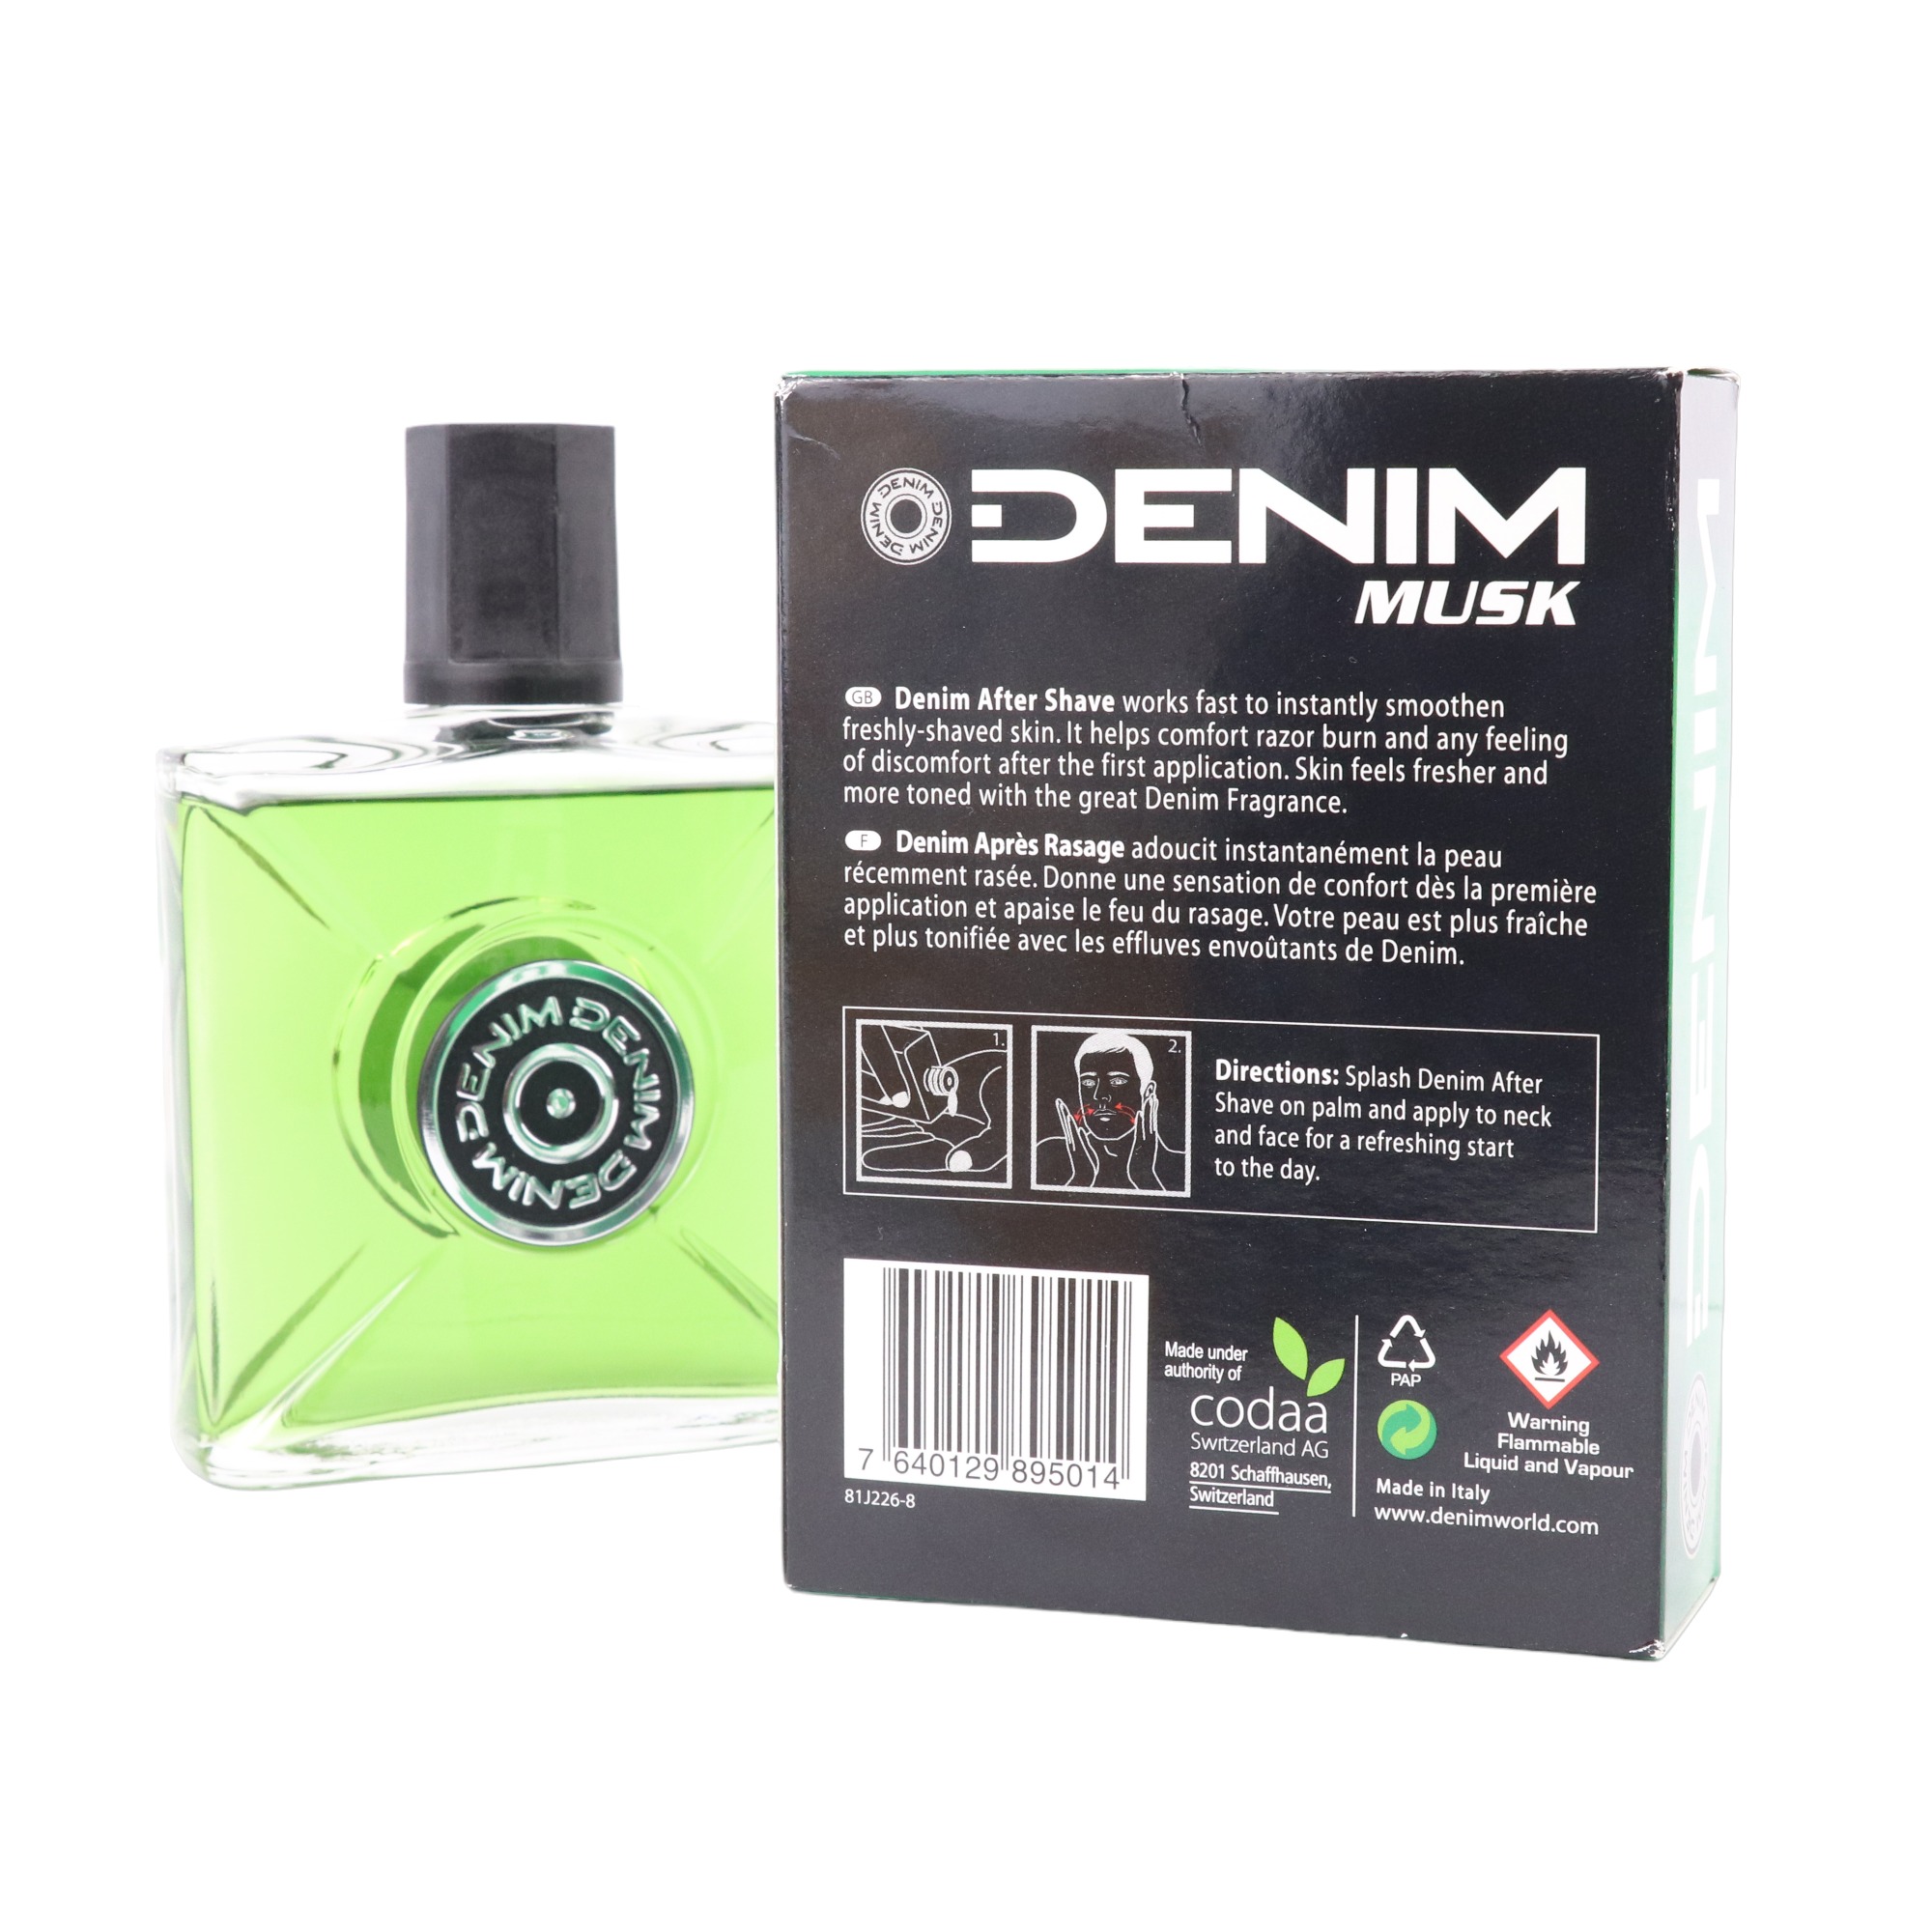 DENIM DENIM DENIM DENIM
DENIM DENIM DENIM DENIM
DENIM
MUSK
GB Denim After Shave works fast to instantly smoothen
freshly-shaved skin. It helps comfort razor burn and any feeling
of discomfort after the first application. Skin feels fresher and
more toned with the great Denim Fragrance.
F Denim Après Rasage adoucit instantanément la peau
récemment rasée. Donne une sensation de confort dès la première
application et apaise le feu du rasage. Votre peau est plus fraîche
et plus tonifiée avec les effluves envoûtants de Denim.
1.
2.
Directions: Splash Denim After
Shave on palm and apply to neck
and face for a refreshing start
to the day.
7 640129 895014
81J226-8
Made under
authority of
codaa
Switzerland AG
8201 Schaffhausen,
Switzerland
PAP
Warning
Flammable
Liquid and Vapour
Made in Italy
www.denimworld.com
DENIM